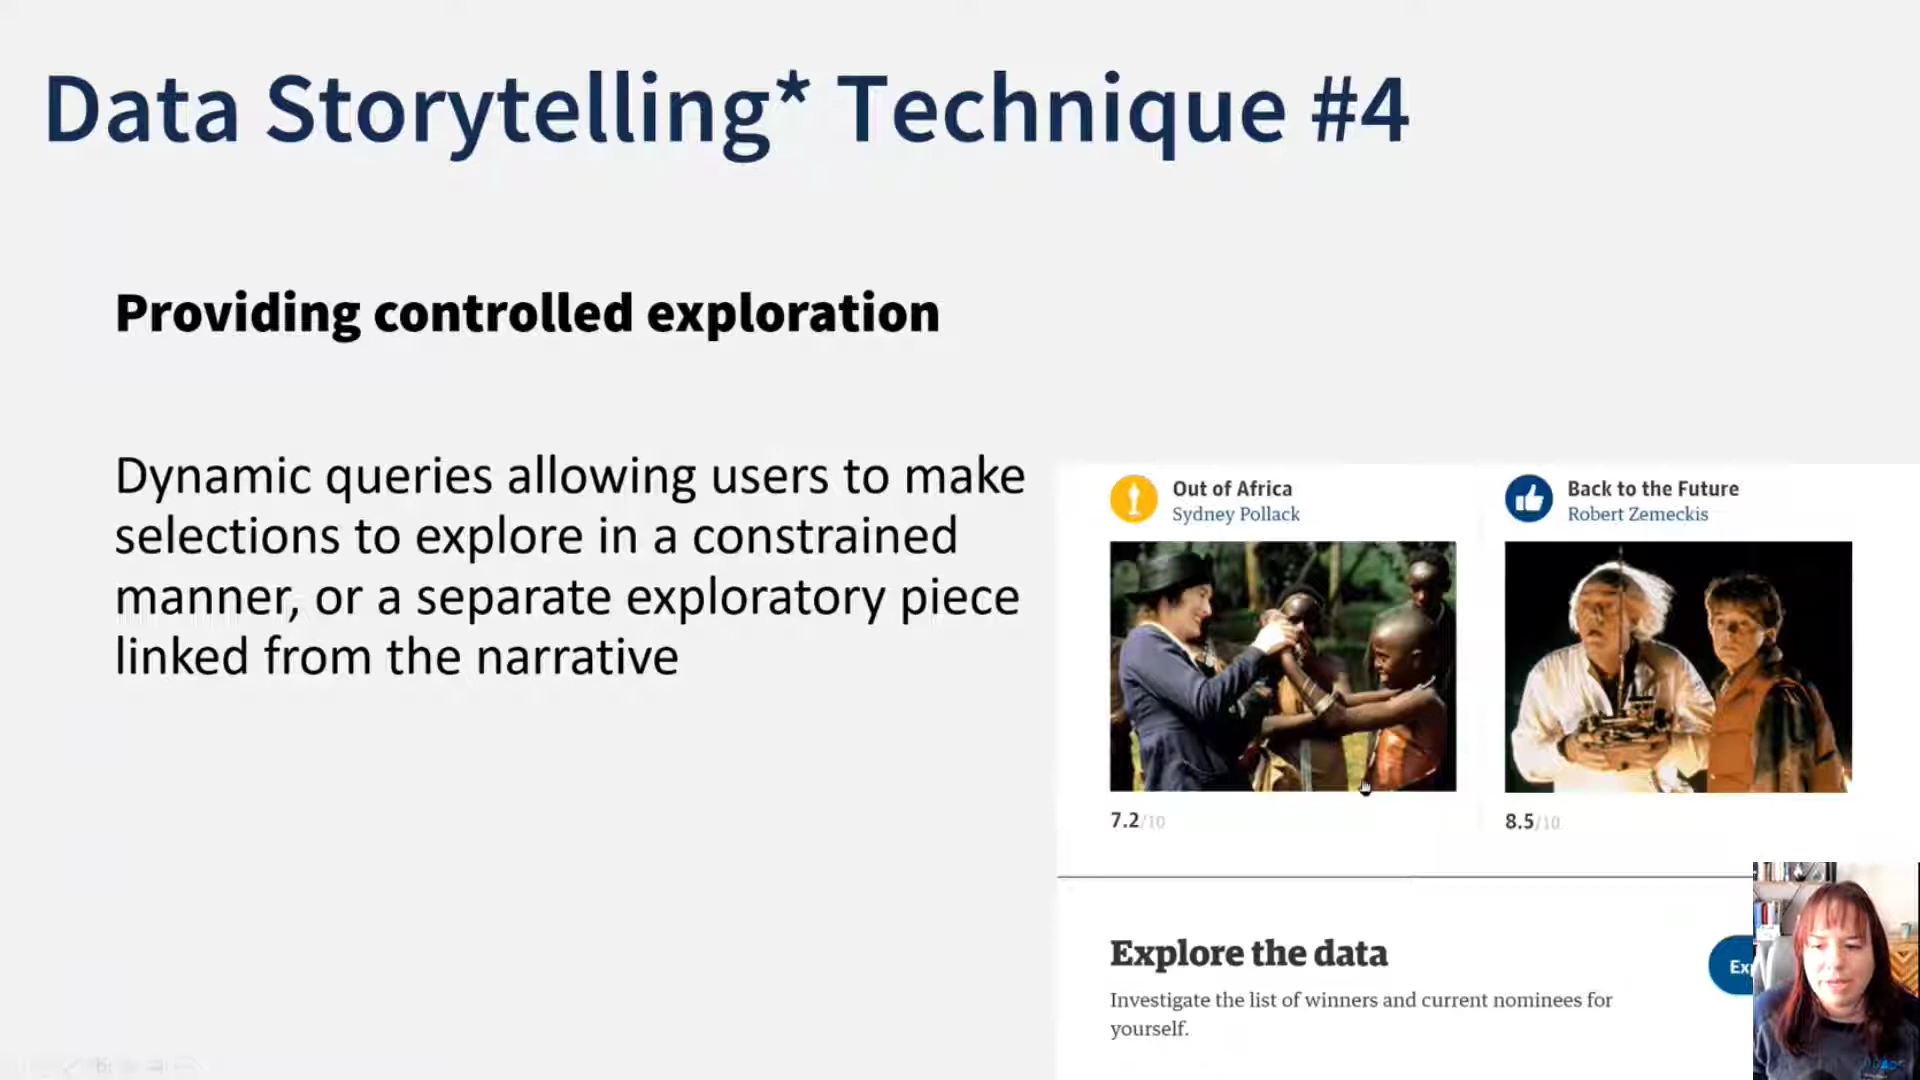 Data Storytelling* Technique #4
Providing controlled exploration
Dynamic queries allowing users to make
selections to explore in a constrained
manner, or a separate exploratory piece
linked from the narrative
Out of Africa
Sydney Pollack
7.2/10
Back to the Future
Robert Zemeckis
8.5/10
Explore the data
Investigate the list of winners and current nominees for
yourself.